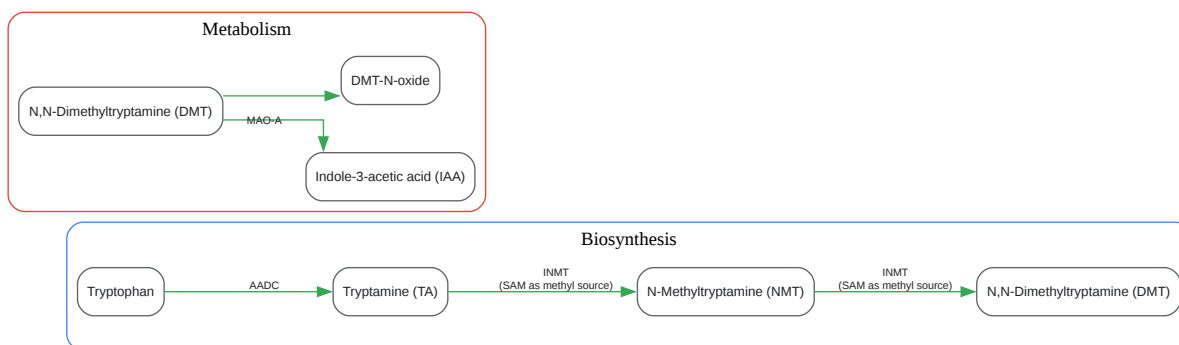 Metabolism
DMT-N-oxide
N,N-Dimethyltryptamine (DMT)
MAO-A
Indole-3-acetic acid (IAA)
Biosynthesis
Tryptophan
AADC
Tryptamine (TA)
INMT
(SAM as methyl source)
N-Methyltryptamine (NMT)
INMT
(SAM as methyl source)
N,N-Dimethyltryptamine (DMT)